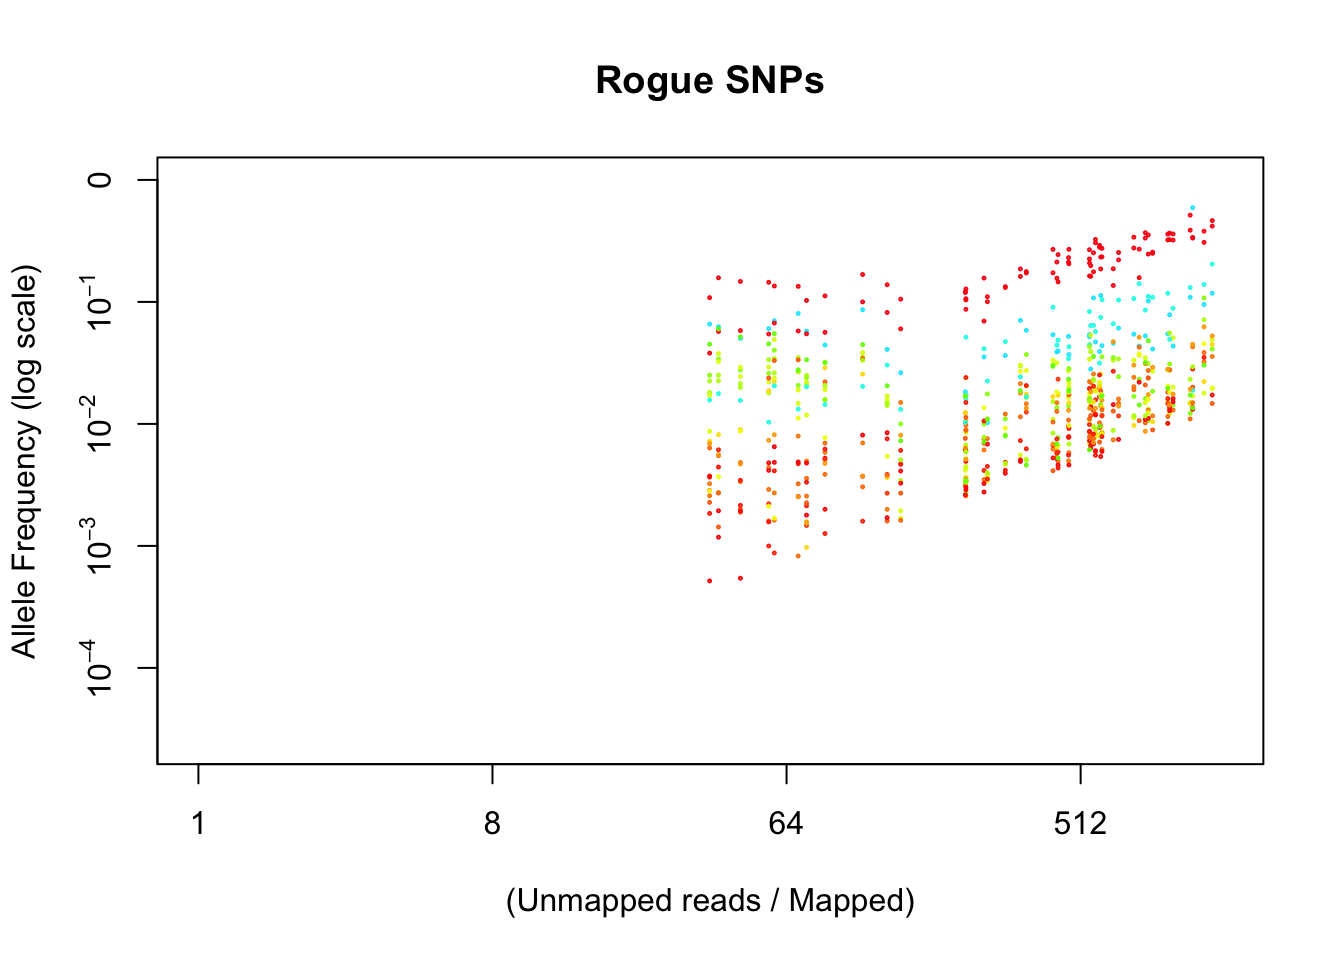 Rogue SNPs
Allele Frequency (log scale)
0
10⁻¹
10⁻²
10⁻³
10⁻⁴
1 8 64 512
(Unmapped reads / Mapped)